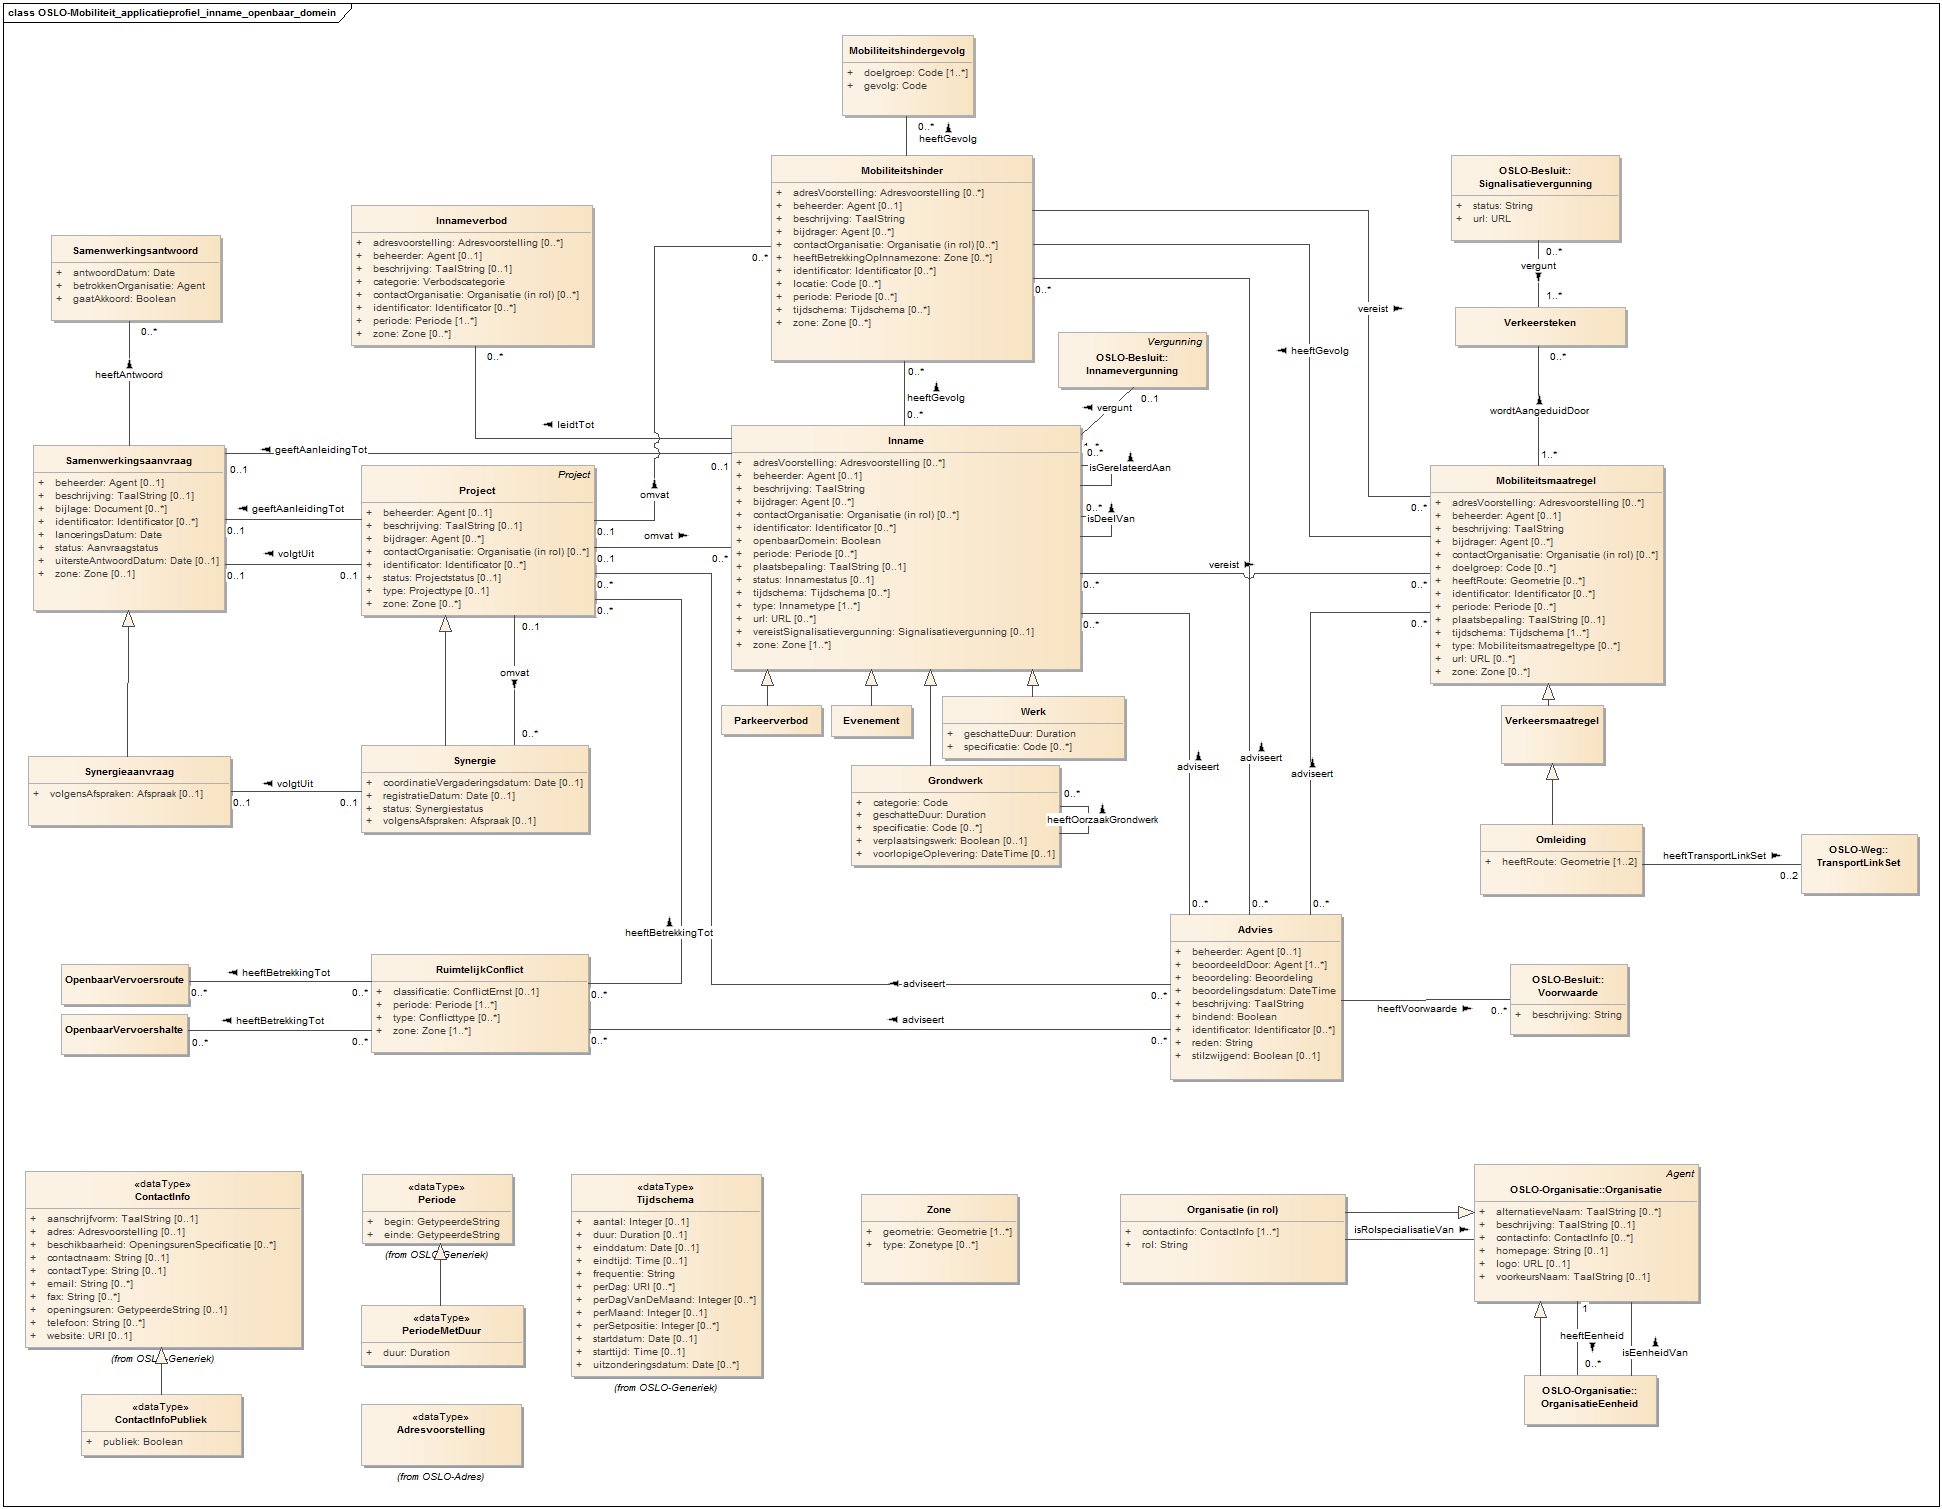 class OSLO-Mobiliteit_applicatieprofiel_inname_openbaar_domein
Mobiliteitshindergevolg
+ doelgroep: Code [1..*]
+ gevolg: Code
0..*
heeftGevolg
Mobiliteitshinder
+ adresVoorstelling: Adresvoorstelling [0..*]
+ beheerder: Agent [0..1]
+ beschrijving: TaalString
+ bijdrager: Agent [0..*]
+ contactOrganisatie: Organisatie (in rol) [0..*]
+ heeftBetrekkingOpInnamezone: Zone [0..*]
+ identificator: Identificator [0..*]
+ locatie: Code [0..*]
+ periode: Periode [0..*]
+ tijdschema: Tijdschema [0..*]
+ zone: Zone [0..*]
0..*
0..*
OSLO-Besluit::
Signalisatievergunning
+ status: String
+ url: URL
0..*
vergunt
1..*
Verkeersteken
0..*
wordtAangeduidDoor
1..*
Innameverbod
+ adresvoorstelling: Adresvoorstelling [0..*]
+ beheerder: Agent [0..1]
+ beschrijving: TaalString [0..1]
+ categorie: Verbodscategorie
+ contactOrganisatie: Organisatie (in rol) [0..*]
+ identificator: Identificator [0..*]
+ periode: Periode [1..*]
+ zone: Zone [0..*]
0..*
leidtTot
Samenwerkingsantwoord
+ antwoordDatum: Date
+ betrokkenOrganisatie: Agent
+ gaatAkkoord: Boolean
0..*
heeftAntwoord
vereist
heeftGevolg
Vergunning
OSLO-Besluit::
Innamevergunning
0..1
vergunt
1..*
0..*
heeftGevolg
0..*
Samenwerkingsaanvraag
+ beheerder: Agent [0..1]
+ beschrijving: TaalString [0..1]
+ bijlage: Document [0..*]
+ identificator: Identificator [0..*]
+ lanceringsDatum: Date
+ status: Aanvraagstatus
+ uitersteAntwoordDatum: Date [0..1]
+ zone: Zone [0..1]
geeftAanleidingTot
0..1
0..1
geeftAanleidingTot
0..1
volgtUit
0..1
0..1
Project
Project
+ beheerder: Agent [0..1]
+ beschrijving: TaalString [0..1]
+ bijdrager: Agent [0..*]
+ contactOrganisatie: Organisatie (in rol) [0..*]
+ identificator: Identificator [0..*]
+ status: Projectstatus [0..1]
+ type: Projecttype [0..1]
+ zone: Zone [0..*]
omvat
0..1
omvat
0..1
0..*
0..*
0..*
0..1
omvat
0..*
Inname
+ adresVoorstelling: Adresvoorstelling [0..*]
+ beheerder: Agent [0..1]
+ beschrijving: TaalString
+ bijdrager: Agent [0..*]
+ contactOrganisatie: Organisatie (in rol) [0..*]
+ identificator: Identificator [0..*]
+ openbaarDomein: Boolean
+ periode: Periode [0..*]
+ plaatsbepaling: TaalString [0..1]
+ status: Innamestatus [0..1]
+ tijdschema: Tijdschema [0..*]
+ type: Innametype [1..*]
+ url: URL [0..*]
+ vereistSignalisatievergunning: Signalisatievergunning [0..1]
+ zone: Zone [1..*]
0..*
isGerelateerdAan
0..*
isDeelVan
vereist
0..*
0..*
0..*
0..*
0..*
Mobiliteitsmaatregel
+ adresVoorstelling: Adresvoorstelling [0..*]
+ beheerder: Agent [0..1]
+ beschrijving: TaalString
+ bijdrager: Agent [0..*]
+ contactOrganisatie: Organisatie (in rol) [0..*]
+ doelgroep: Code [0..*]
+ heeftRoute: Geometrie [0..*]
+ identificator: Identificator [0..*]
+ periode: Periode [0..*]
+ plaatsbepaling: TaalString [0..1]
+ tijdschema: Tijdschema [1..*]
+ type: Mobiliteitsmaatregeltype [0..*]
+ url: URL [0..*]
+ zone: Zone [0..*]
Parkeerverbod
Evenement
Werk
+ geschatteDuur: Duration
+ specificatie: Code [0..*]
Verkeersmaatregel
Synergieaanvraag
+ volgensAfspraken: Afspraak [0..1]
volgtUit
0..1
0..1
Synergie
+ coordinatieVergaderingsdatum: Date [0..1]
+ registratieDatum: Date [0..1]
+ status: Synergiestatus
+ volgensAfspraken: Afspraak [0..1]
Grondwerk
+ categorie: Code
+ geschatteDuur: Duration
+ specificatie: Code [0..*]
+ verplaatsingswerk: Boolean [0..1]
+ voorlopigeOplevering: DateTime [0..1]
0..*
heeftOorzaakGrondwerk
adviseert
adviseert
adviseert
0..*
0..*
0..*
Omleiding
+ heeftRoute: Geometrie [1..2]
heeftTransportLinkSet
0..2
OSLO-Weg::
TransportLinkSet
heeftBetrekkingTot
OpenbaarVervoersroute
heeftBetrekkingTot
0..*
0..*
OpenbaarVervoershalte
heeftBetrekkingTot
0..*
0..*
RuimtelijkConflict
+ classificatie: ConflictErnst [0..1]
+ periode: Periode [1..*]
+ type: Conflicttype [0..*]
+ zone: Zone [1..*]
0..*
0..*
adviseert
0..*
adviseert
0..*
Advies
+ beheerder: Agent [0..1]
+ beoordeeldDoor: Agent [1..*]
+ beoordeling: Beoordeling
+ beoordelingsdatum: DateTime
+ beschrijving: TaalString
+ bindend: Boolean
+ identificator: Identificator [0..*]
+ reden: String
+ stilzwijgend: Boolean [0..1]
heeftVoorwaarde
0..*
OSLO-Besluit::
Voorwaarde
+ beschrijving: String
«dataType»
ContactInfo
+ aanschrijfvorm: TaalString [0..1]
+ adres: Adresvoorstelling [0..1]
+ beschikbaarheid: OpeningsurenSpecificatie [0..*]
+ contactnaam: String [0..1]
+ contactType: String [0..1]
+ email: String [0..*]
+ fax: String [0..*]
+ openingsuren: GetypeerdeString [0..1]
+ telefoon: String [0..*]
+ website: URI [0..1]
(from OSLO-Generiek)
«dataType»
ContactInfoPubliek
+ publiek: Boolean
«dataType»
Periode
+ begin: GetypeerdeString
+ einde: GetypeerdeString
(from OSLO-Generiek)
«dataType»
PeriodeMetDuur
+ duur: Duration
«dataType»
Adresvoorstelling
(from OSLO-Adres)
«dataType»
Tijdschema
+ aantal: Integer [0..1]
+ duur: Duration [0..1]
+ einddatum: Date [0..1]
+ eindtijd: Time [0..1]
+ frequentie: String
+ perDag: URI [0..*]
+ perDagVanDeMaand: Integer [0..*]
+ perMaand: Integer [0..1]
+ perSetpositie: Integer [0..*]
+ startdatum: Date [0..1]
+ starttijd: Time [0..1]
+ uitzonderingsdatum: Date [0..*]
(from OSLO-Generiek)
Zone
+ geometrie: Geometrie [1..*]
+ type: Zonetype [0..*]
Organisatie (in rol)
+ contactinfo: ContactInfo [1..*]
+ rol: String
isRolspecialisatieVan
Agent
OSLO-Organisatie::Organisatie
+ alternatieveNaam: TaalString [0..*]
+ beschrijving: TaalString [0..1]
+ contactinfo: ContactInfo [0..*]
+ homepage: String [0..1]
+ logo: URL [0..1]
+ voorkeursNaam: TaalString [0..1]
1
heeftEenheid
0..*
isEenheidVan
OSLO-Organisatie::
OrganisatieEenheid